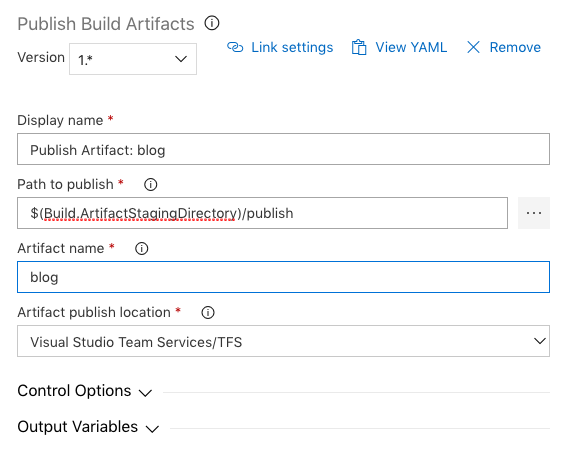 Publish Build Artifacts
Version 1.*
Link settings View YAML Remove
Display name *
Publish Artifact: blog
Path to publish *
$(Build.ArtifactStagingDirectory)/publish
Artifact name *
blog
Artifact publish location *
Visual Studio Team Services/TFS
Control Options
Output Variables